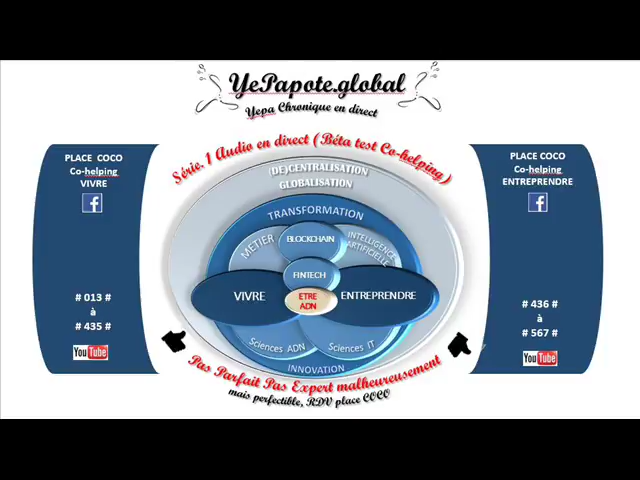 YePapote.global
Yepa Chronique en direct
Série.1 Audio en direct (Béta test Co-helping)
PLACE COCO
Co-helping
VIVRE
# 013 #
à
# 435 #
YouTube
(DE)CENTRALISATION
GLOBALISATION
TRANSFORMATION
METIER
BLOCKCHAIN
INTELLIGENCE
ARTIFICIELLE
FINTECH
VIVRE
ETRE
ADN
ENTREPRENDRE
Sciences ADN
Sciences IT
INNOVATION
PLACE COCO
Co-helping
ENTREPRENDRE
# 436 #
à
# 567 #
YouTube
Pas Parfait Pas Expert malheureusement
mais perfectible, RDV place COCO